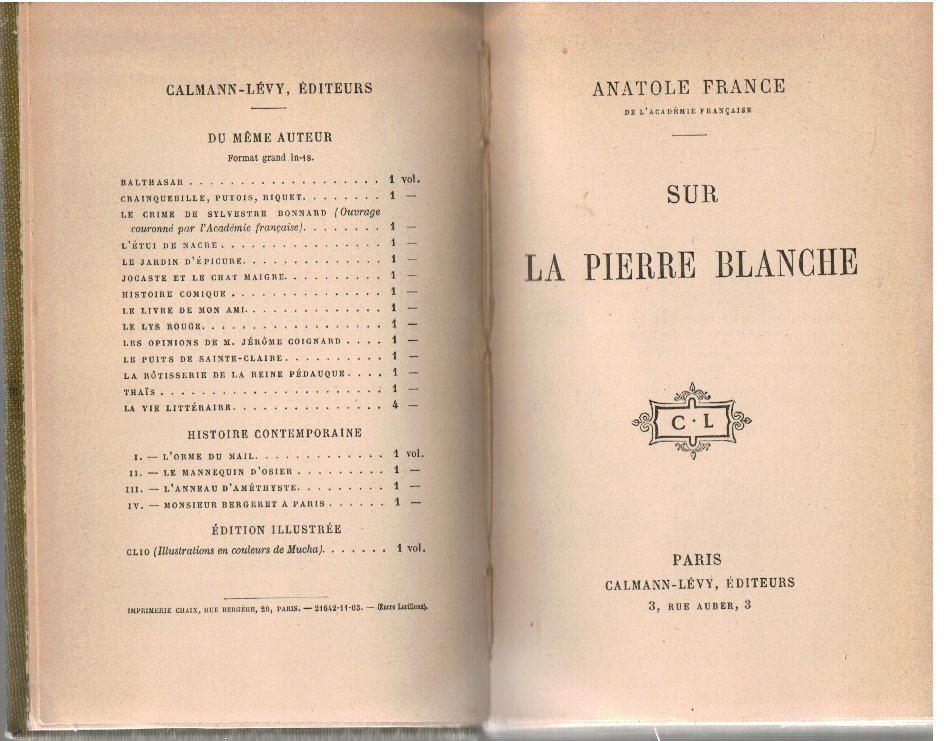 CALMANN-LÉVY, ÉDITEURS
DU MÊME AUTEUR
Format grand in-18.
BALTHASAR . . . . . . . . . . . . . . . . . . . 1 vol.
CRAINQUEBILLE, PUTOIS, RIQUET. . . . . . . . 1 —
LE CRIME DE SYLVESTRE BONNARD (Ouvrage
couronné par l'Académie française). . . . . . . . 1 —
L'ÉTUI DE NACRE . . . . . . . . . . . . . . . . 1 —
LE JARDIN D'ÉPICURE. . . . . . . . . . . . . . 1 —
JOCASTE ET LE CHAT MAIGRE. . . . . . . . . . 1 —
HISTOIRE COMIQUE . . . . . . . . . . . . . . . 1 —
LE LIVRE DE MON AMI. . . . . . . . . . . . . . 1 —
LE LYS ROUGE. . . . . . . . . . . . . . . . . . 1 —
LES OPINIONS DE M. JÉRÔME COIGNARD . . . . 1 —
LE PUITS DE SAINTE-CLAIRE. . . . . . . . . . 1 —
LA RÔTISSERIE DE LA REINE PÉDAUQUE. . . . 1 —
THAÏS . . . . . . . . . . . . . . . . . . . . . . 1 —
LA VIE LITTÉRAIRE. . . . . . . . . . . . . . . 4 —
HISTOIRE CONTEMPORAINE
I. — L'ORME DU MAIL. . . . . . . . . . . . . 1 vol.
II. — LE MANNEQUIN D'OSIER . . . . . . . . . 1 —
III. — L'ANNEAU D'AMÉTHYSTE. . . . . . . . . 1 —
IV. — MONSIEUR BERGERET A PARIS . . . . . . 1 —
ÉDITION ILLUSTRÉE
CLIO (Illustrations en couleurs de Mucha). . . . . . . 1 vol.
IMPRIMERIE CHAIX, RUE BERGÈRE, 20, PARIS. — 21642-11-03. — (Encre Lorilleux).
ANATOLE FRANCE
DE L'ACADÉMIE FRANÇAISE
SUR
LA PIERRE BLANCHE
C · L
PARIS
CALMANN-LÉVY, ÉDITEURS
3, RUE AUBER, 3